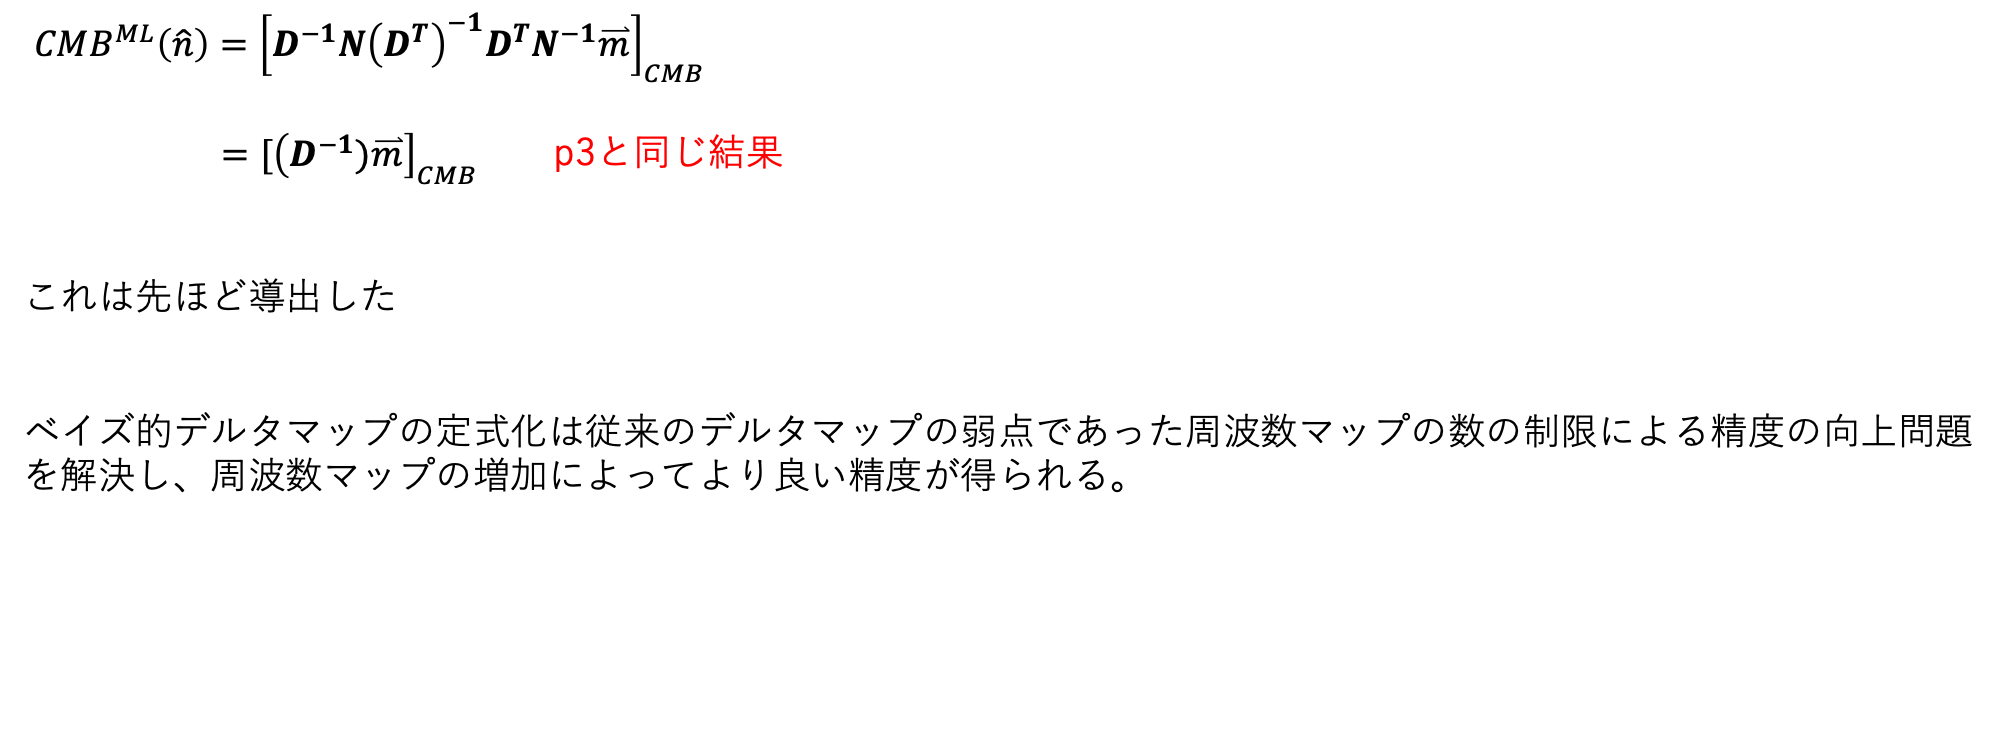 CMB^{ML}(n̂) = [D^{-1}N(D^T)^{-1}D^T N^{-1}m⃗]_{CMB}
= [(D^{-1})m⃗]_{CMB} p3と同じ結果
これは先ほど導出した
ベイズ的デルタマップの定式化は従来のデルタマップの弱点であった周波数マップの数の制限による精度の向上問題
を解決し、周波数マップの増加によってより良い精度が得られる。